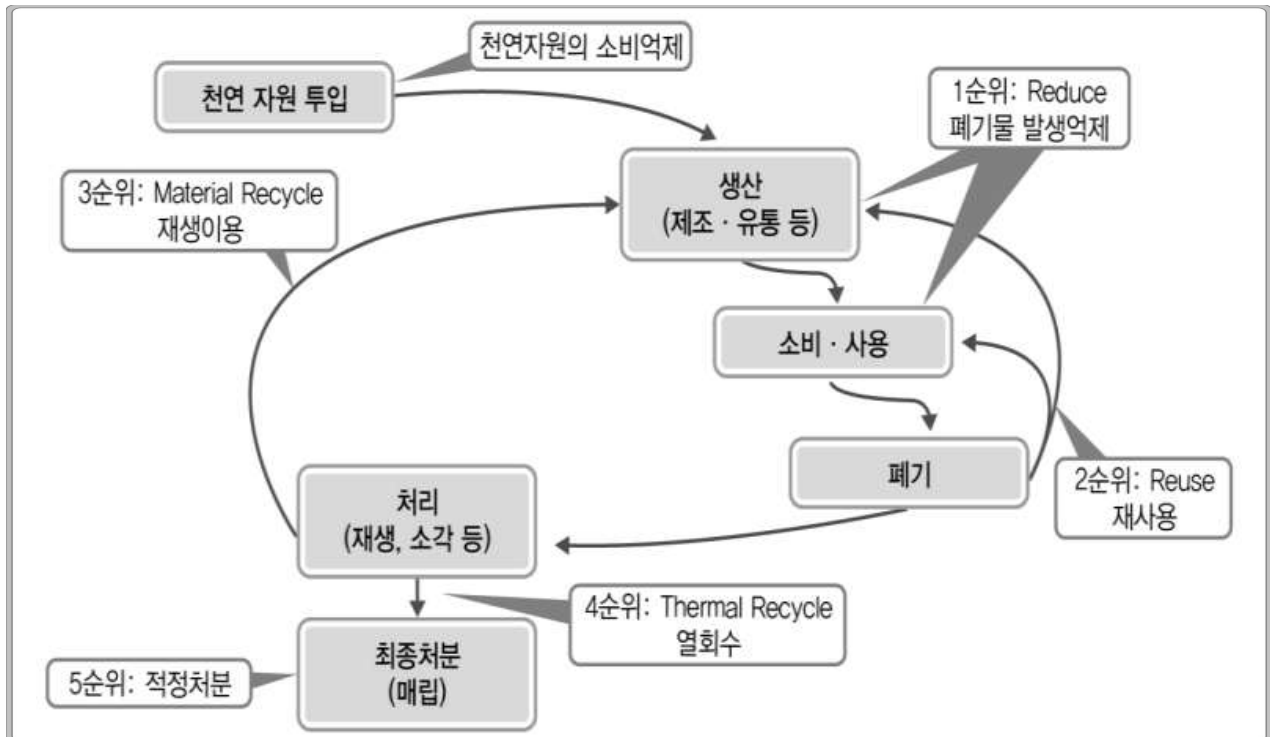 천연자원의 소비억제
천연 자원 투입
1순위: Reduce
폐기물 발생억제
3순위: Material Recycle
재생이용
생산
(제조 · 유통 등)
소비 · 사용
폐기
2순위: Reuse
재사용
처리
(재생, 소각 등)
4순위: Thermal Recycle
열회수
최종처분
(매립)
5순위: 적정처분